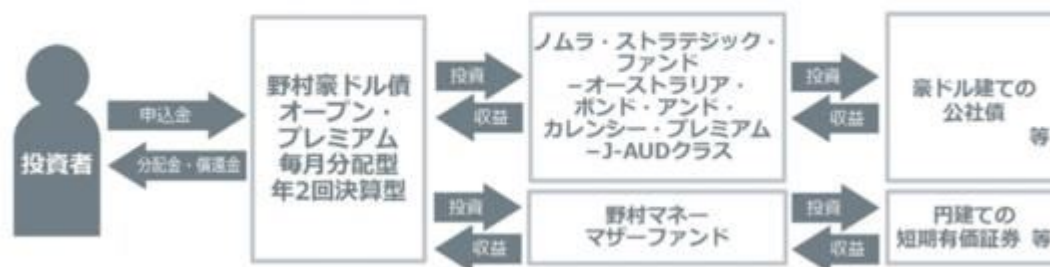 投資者
申込金
分配金・償還金
野村豪ドル債
オープン・
プレミアム
毎月分配型
年2回決算型
投資
収益
ノムラ・ストラテジック・
ファンド
－オーストラリア・
ボンド・アンド・
カレンシー・プレミアム
－J-AUDクラス
投資
収益
豪ドル建ての
公社債
等
投資
収益
野村マネー
マザーファンド
投資
収益
円建ての
短期有価証券 等